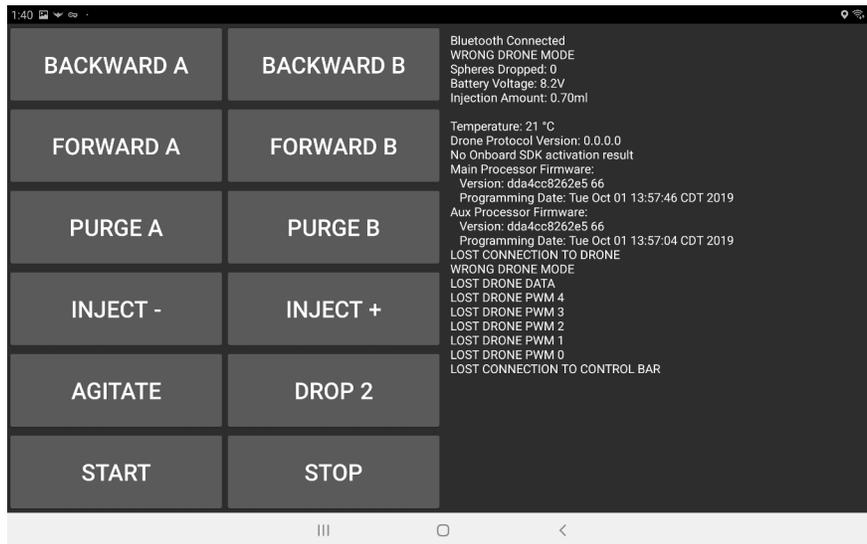 1:40
BACKWARD A
BACKWARD B
FORWARD A
FORWARD B
PURGE A
PURGE B
INJECT -
INJECT +
AGITATE
DROP 2
START
STOP
Bluetooth Connected
WRONG DRONE MODE
Spheres Dropped: 0
Battery Voltage: 8.2V
Injection Amount: 0.70ml
Temperature: 21 °C
Drone Protocol Version: 0.0.0.0
No Onboard SDK activation result
Main Processor Firmware:
Version: dda4cc8262e5 66
Programming Date: Tue Oct 01 13:57:46 CDT 2019
Aux Processor Firmware:
Version: dda4cc8262e5 66
Programming Date: Tue Oct 01 13:57:04 CDT 2019
LOST CONNECTION TO DRONE
WRONG DRONE MODE
LOST DRONE DATA
LOST DRONE PWM 4
LOST DRONE PWM 3
LOST DRONE PWM 2
LOST DRONE PWM 1
LOST DRONE PWM 0
LOST CONNECTION TO CONTROL BAR